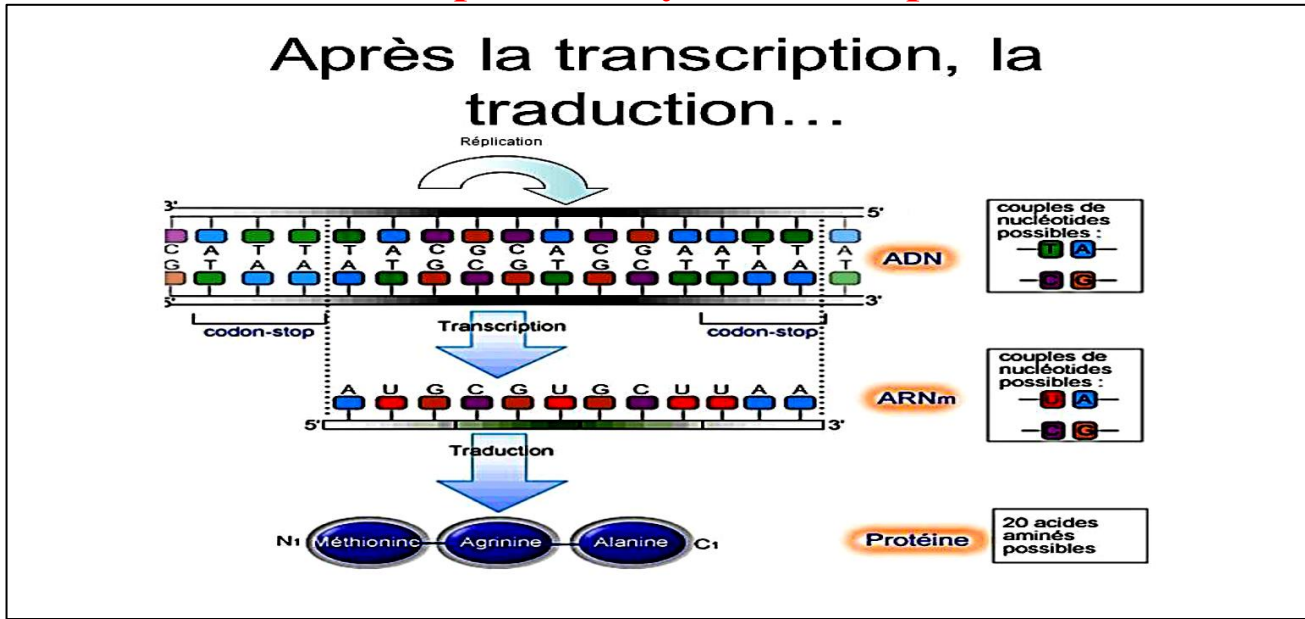 Après la transcription, la
traduction...
Réplication
3' 5'
C A T T T A C G C A C G A A T T A
G T A A A T G C G T G C T T A A T
3'
codon-stop
Transcription
codon-stop
ADN
couples de
nucléotides
possibles :
T A
C G
A U G C G U G C U U A A
5' 3'
ARNm
couples de
nucléotides
possibles :
U A
C G
Traduction
N1 Méthionine Agrinine Alanine C1
Protéine
20 acides
aminés
possibles